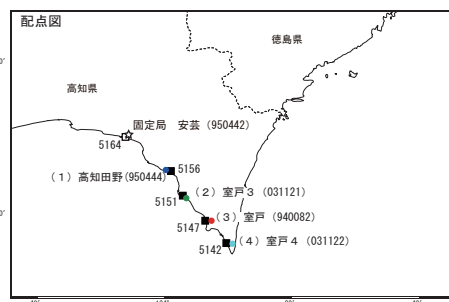 配点図
徳島県
高知県
固定局 安芸(950442)
5164
5156
(1)高知田野(950444)
(2)室戸3(031121)
5151
(3)室戸(940082)
5147
(4)室戸4(031122)
5142